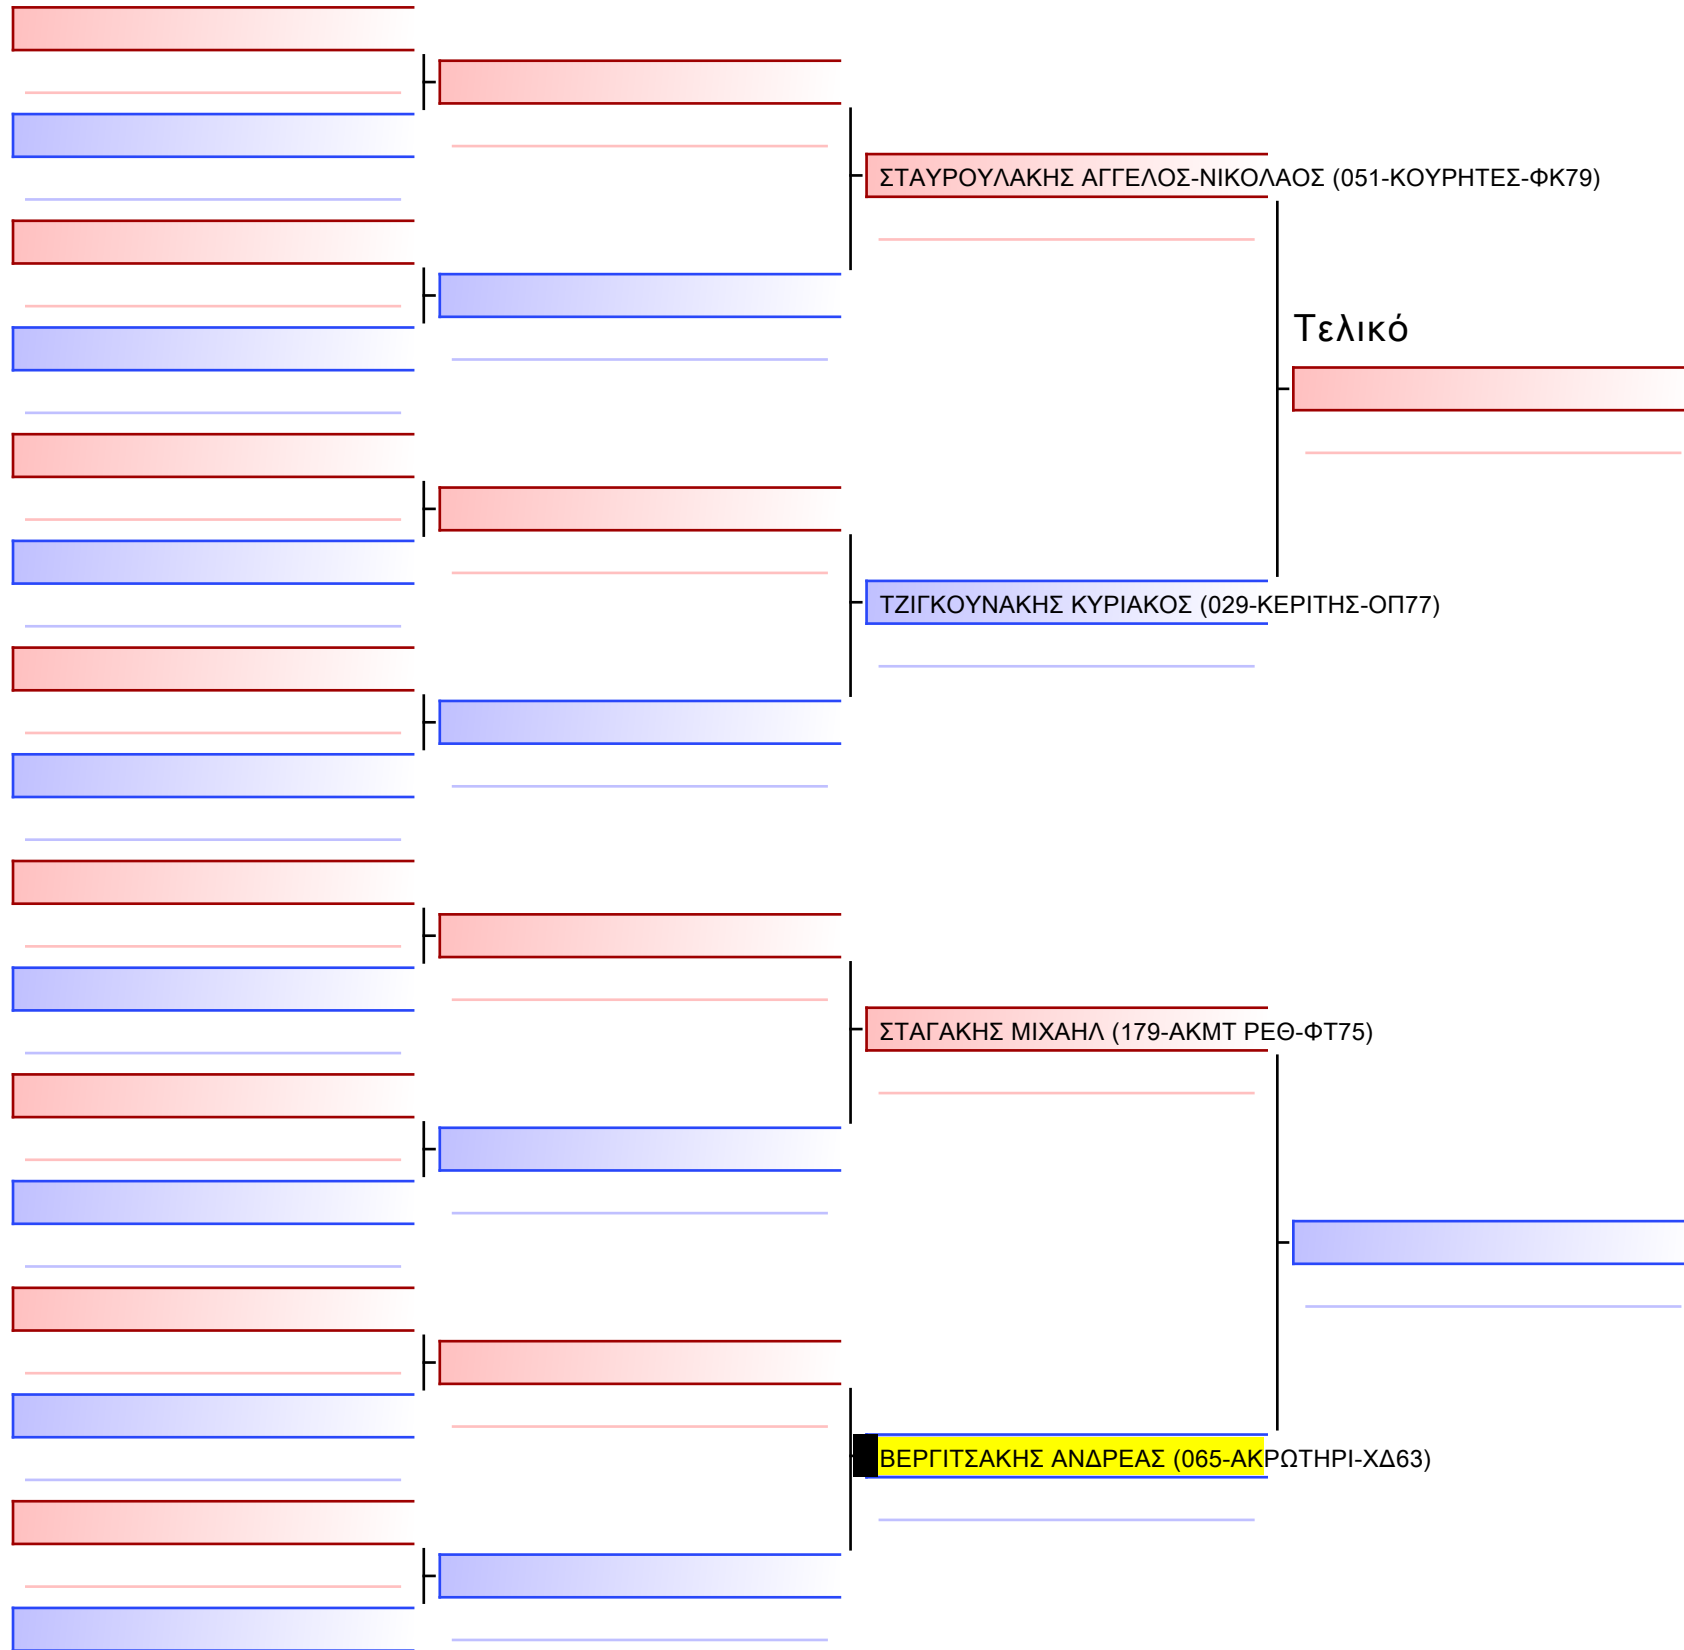 ΣΤΑΥΡΟΥΛΑΚΗΣ ΑΓΓΕΛΟΣ-ΝΙΚΟΛΑΟΣ (051-ΚΟΥΡΗΤΕΣ-ΦΚ79)
Τελικό
ΤΖΙΓΚΟΥΝΑΚΗΣ ΚΥΡΙΑΚΟΣ (029-ΚΕΡΙΤΗΣ-ΟΠ77)
ΣΤΑΓΑΚΗΣ ΜΙΧΑΗΛ (179-ΑΚΜΤ ΡΕΘ-ΦΤ75)
ΒΕΡΓΙΤΣΑΚΗΣ ΑΝΔΡΕΑΣ (065-ΑΚΡΩΤΗΡΙ-ΧΔ63)